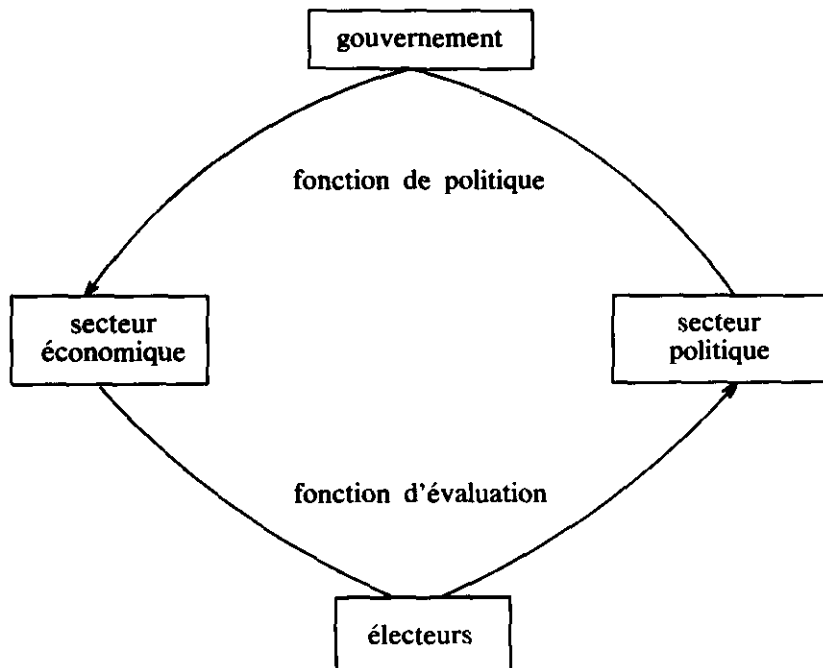 gouvernement
fonction de politique
secteur
économique
secteur
politique
fonction d'évaluation
électeurs